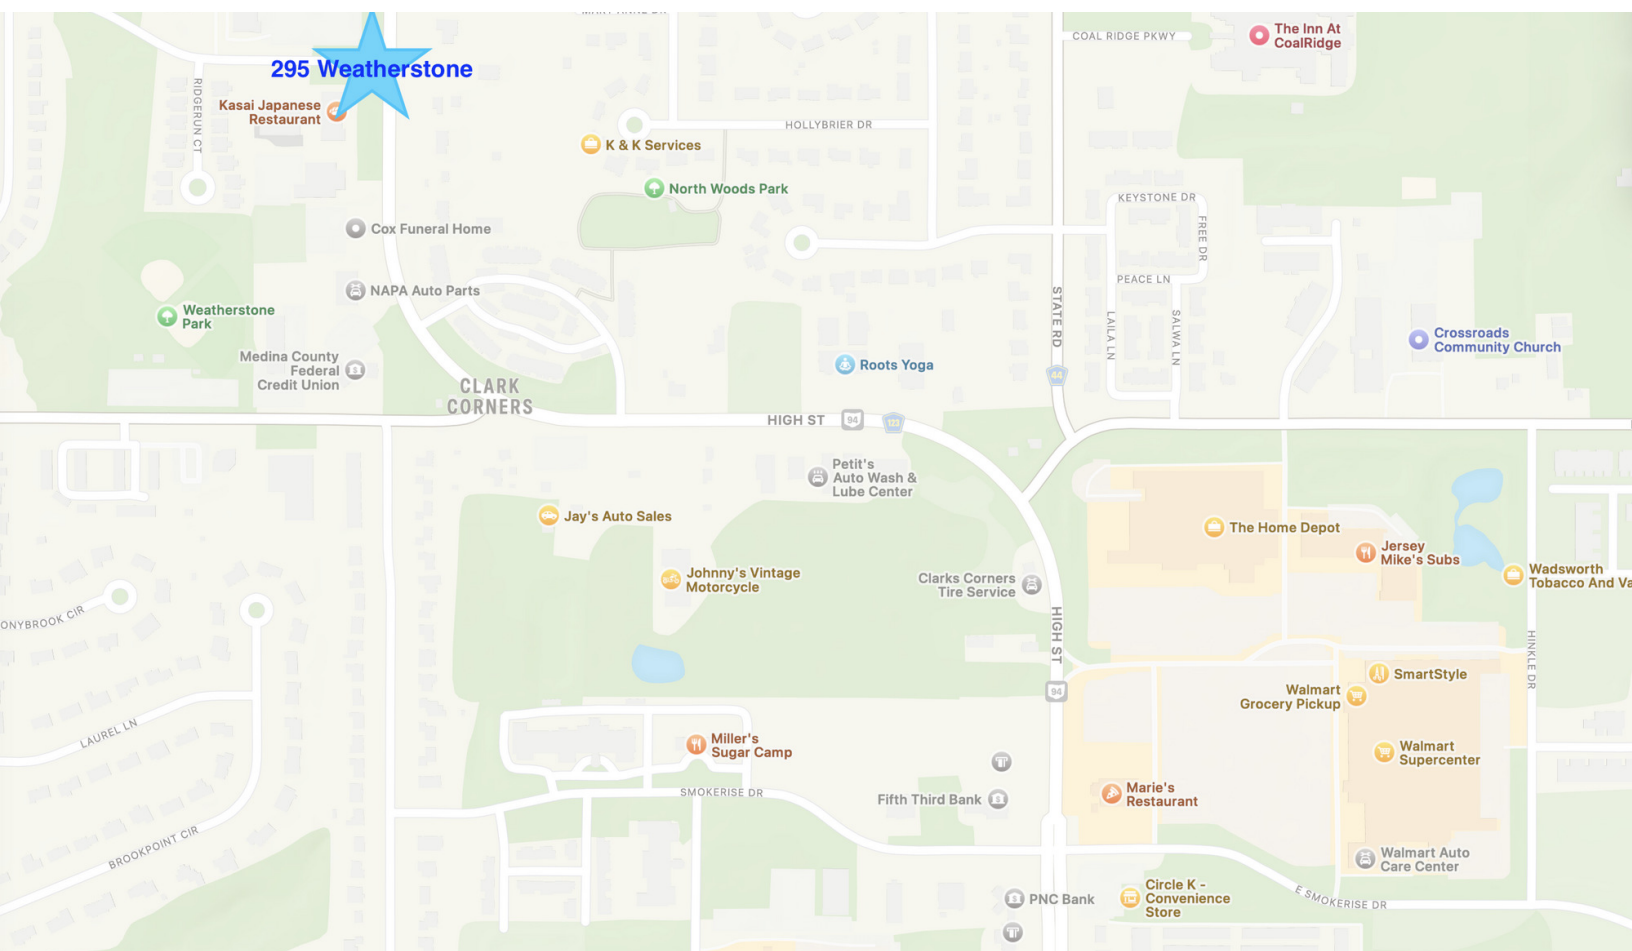 COAL RIDGE PKWY
The Inn At
CoalRidge
295 Weatherstone
RIDGERUN CT
Kasai Japanese
Restaurant
HOLLYBRIER DR
K & K Services
North Woods Park
KEYSTONE DR
FREE DR
Cox Funeral Home
PEACE LN
NAPA Auto Parts
STATE RD
LAILA LN
SALWA LN
Weatherstone
Park
Crossroads
Community Church
Medina County
Federal
Credit Union
Roots Yoga
44
CLARK
CORNERS
HIGH ST
94
123
Petit's
Auto Wash &
Lube Center
Jay's Auto Sales
The Home Depot
Jersey
Mike's Subs
Johnny's Vintage
Motorcycle
Clarks Corners
Tire Service
Wadsworth
Tobacco And Va
ONYBROOK CIR
HIGH ST
HINKLE DR
94
SmartStyle
Walmart
Grocery Pickup
LAUREL LN
Miller's
Sugar Camp
Walmart
Supercenter
SMOKERISE DR
Fifth Third Bank
Marie's
Restaurant
BROOKPOINT CIR
Walmart Auto
Care Center
PNC Bank
Circle K -
Convenience
Store
E SMOKERISE DR